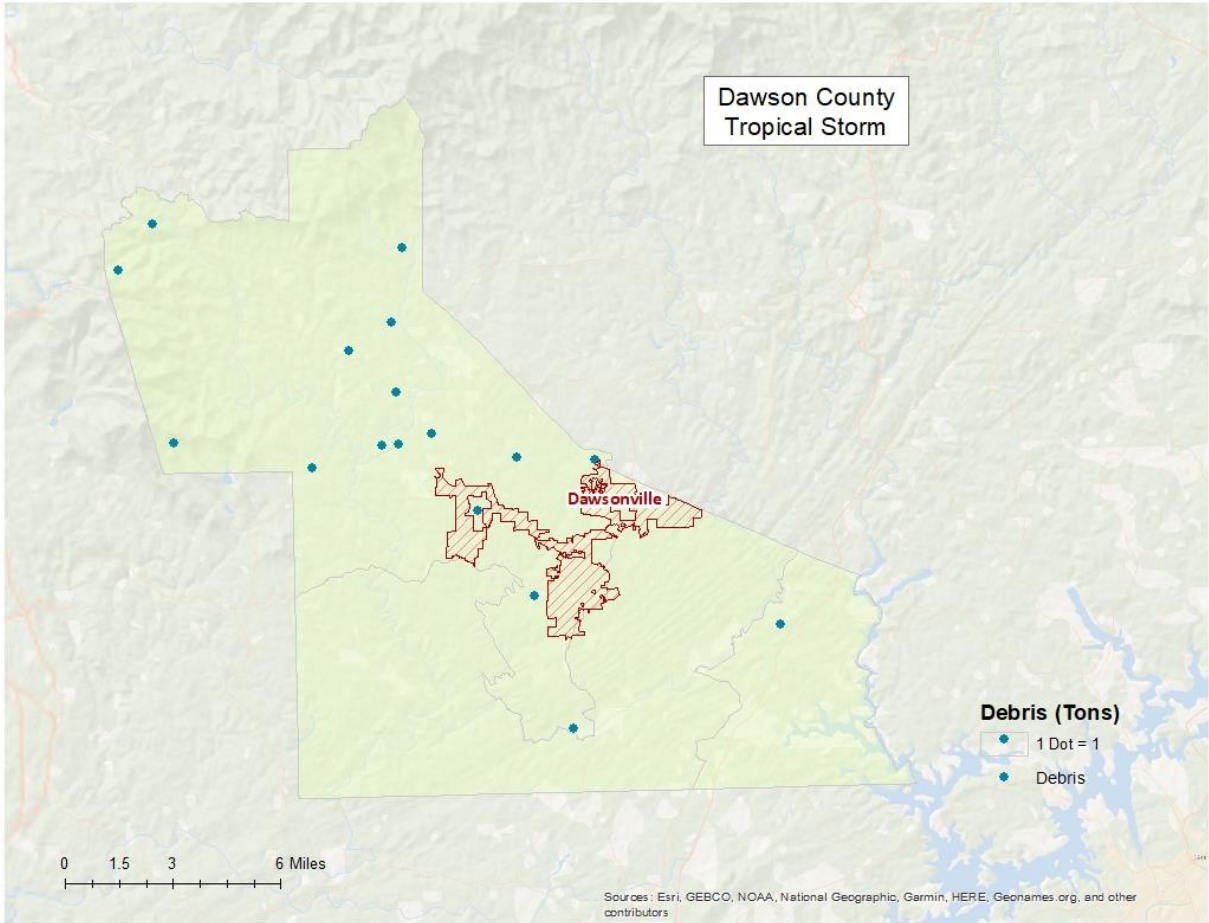 Dawson County
Tropical Storm
Dawsonville
Debris (Tons)
1 Dot = 1
Debris
0 1.5 3 6 Miles
Sources: Esri, GEBCO, NOAA, National Geographic, Garmin, HERE, Geonames.org, and other
contributors